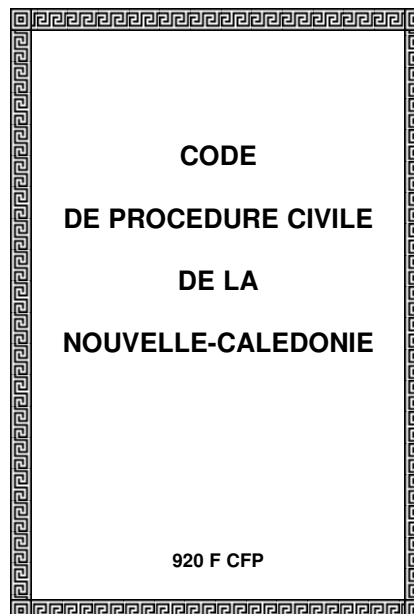 CODE
DE PROCEDURE CIVILE
DE LA
NOUVELLE-CALEDONIE
920 F CFP